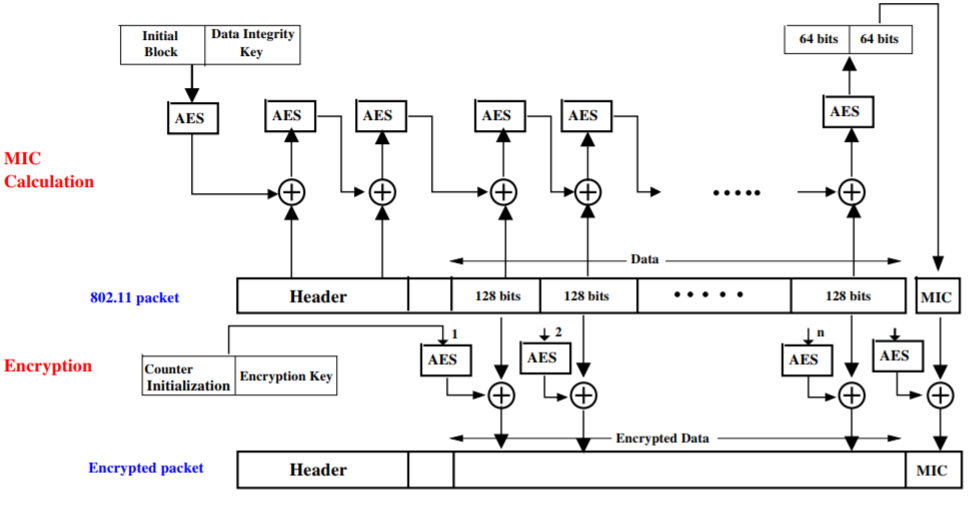 Initial Block
Data Integrity Key
64 bits
64 bits
AES
AES
AES
AES
AES
AES
MIC Calculation
Data
802.11 packet
Header
128 bits
128 bits
128 bits
MIC
1
2
n
Encryption
AES
AES
AES
AES
Counter Initialization
Encryption Key
Encrypted Data
Encrypted packet
Header
MIC